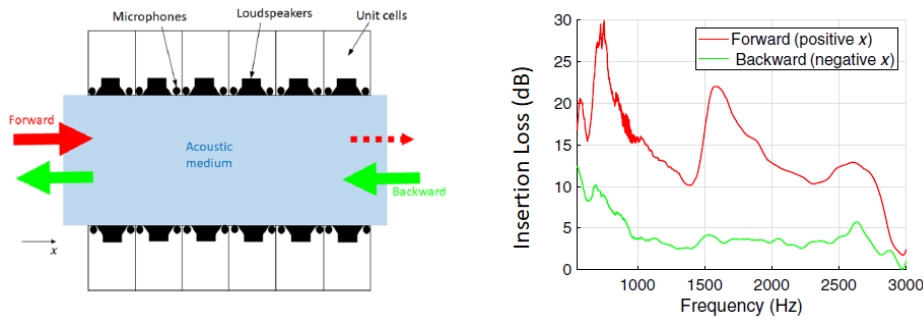 Microphones
Loudspeakers
Unit cells
Forward
Acoustic
medium
Backward
x
Insertion Loss (dB)
30
25
20
15
10
5
0
Forward (positive x)
Backward (negative x)
1000
1500
2000
2500
3000
Frequency (Hz)